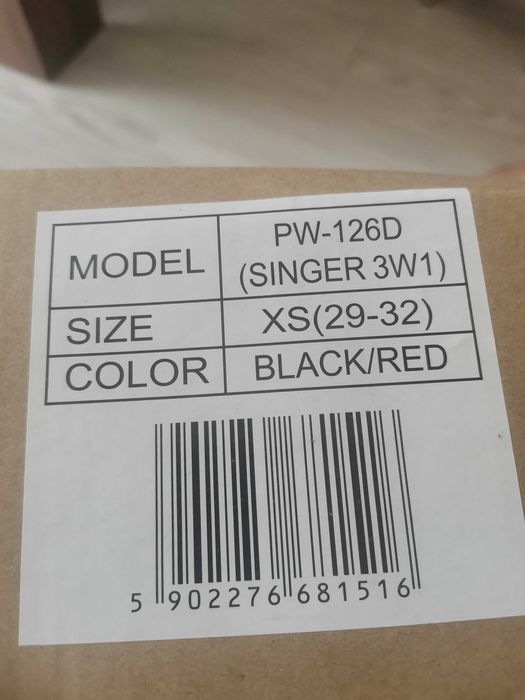 MODEL PW-126D
(SINGER 3W1)
SIZE XS(29-32)
COLOR BLACK/RED
5 902276 681516